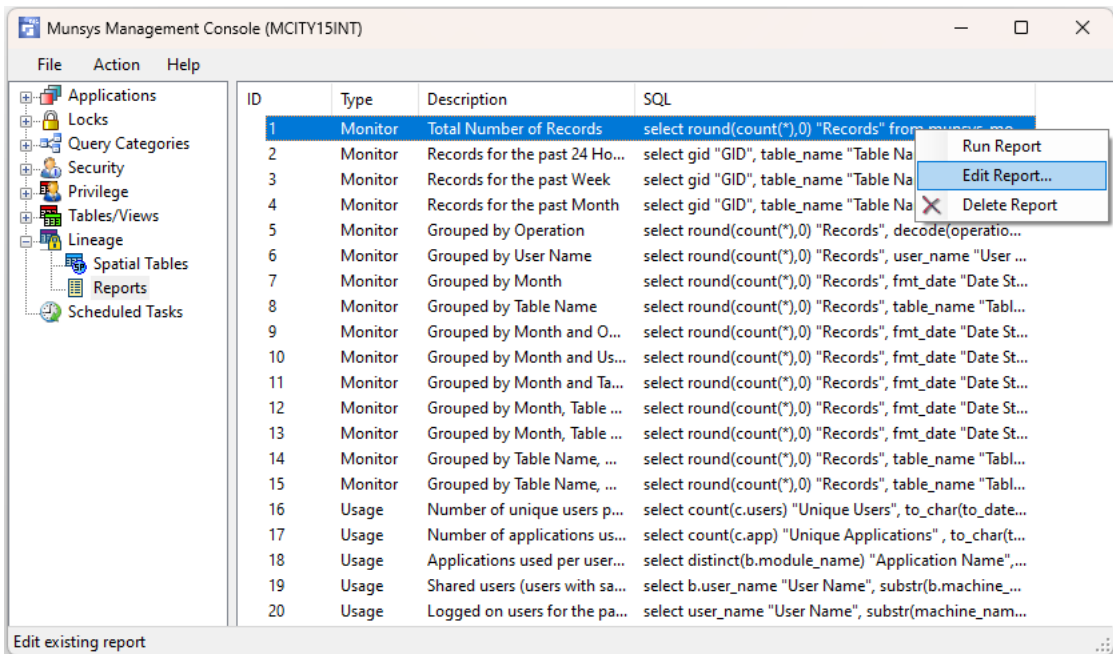 Munsys Management Console (MCITY15INT)
File Action Help
Applications
Locks
Query Categories
Security
Privilege
Tables/Views
Lineage
Spatial Tables
Reports
Scheduled Tasks
ID Type Description SQL
1 Monitor Total Number of Records select round(count(*),0) "Records" from munsys_mo...
2 Monitor Records for the past 24 Ho... select gid "GID", table_name "Table Na
3 Monitor Records for the past Week select gid "GID", table_name "Table Na
4 Monitor Records for the past Month select gid "GID", table_name "Table Na
5 Monitor Grouped by Operation select round(count(*),0) "Records", decode(operatio...
6 Monitor Grouped by User Name select round(count(*),0) "Records", user_name "User ...
7 Monitor Grouped by Month select round(count(*),0) "Records", fmt_date "Date St...
8 Monitor Grouped by Table Name select round(count(*),0) "Records", table_name "Tabl...
9 Monitor Grouped by Month and O... select round(count(*),0) "Records", fmt_date "Date St...
10 Monitor Grouped by Month and Us... select round(count(*),0) "Records", fmt_date "Date St...
11 Monitor Grouped by Month and Ta... select round(count(*),0) "Records", fmt_date "Date St...
12 Monitor Grouped by Month, Table ... select round(count(*),0) "Records", fmt_date "Date St...
13 Monitor Grouped by Month, Table ... select round(count(*),0) "Records", fmt_date "Date St...
14 Monitor Grouped by Table Name, ... select round(count(*),0) "Records", table_name "Tabl...
15 Monitor Grouped by Table Name, ... select round(count(*),0) "Records", table_name "Tabl...
16 Usage Number of unique users p... select count(c.users) "Unique Users", to_char(to_date...
17 Usage Number of applications us... select count(c.app) "Unique Applications" , to_char(t...
18 Usage Applications used per user... select distinct(b.module_name) "Application Name",...
19 Usage Shared users (users with sa... select b.user_name "User Name", substr(b.machine_...
20 Usage Logged on users for the pa... select user_name "User Name", substr(machine_nam...
Run Report
Edit Report...
Delete Report
Edit existing report